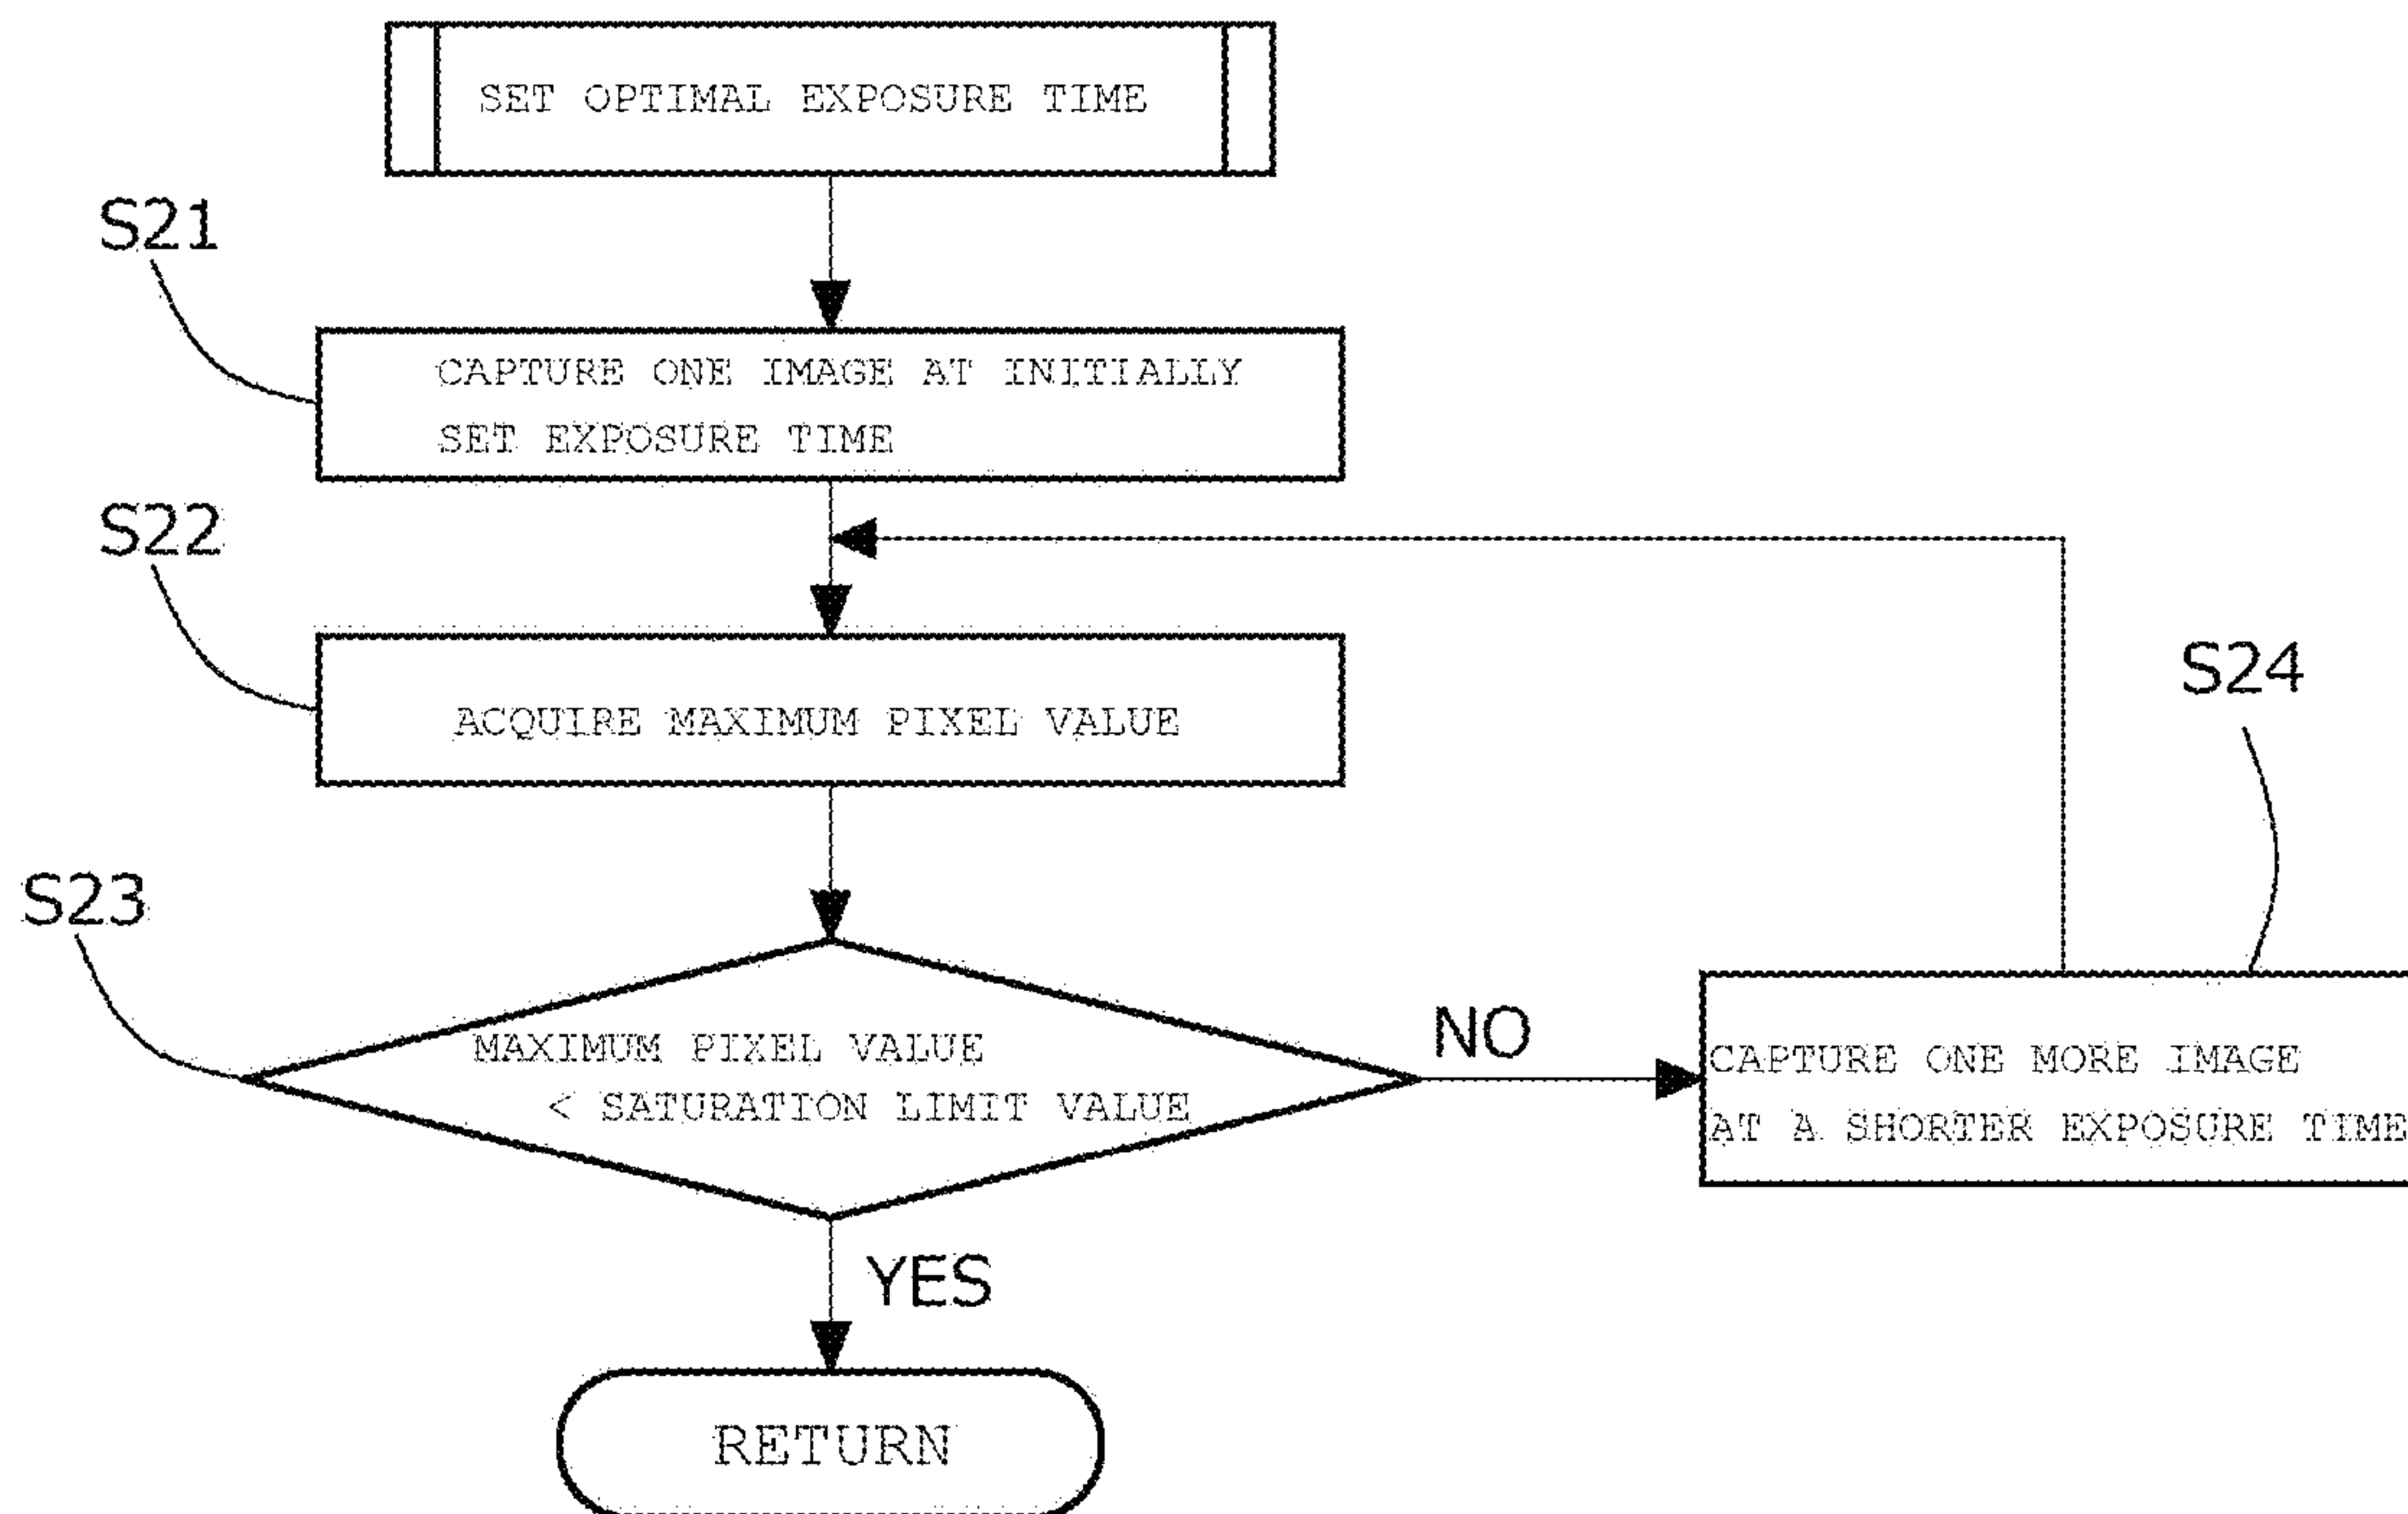 SET OPTIMAL EXPOSURE TIME
S21
CAPTURE ONE IMAGE AT INITIALLY
SET EXPOSURE TIME
S22
ACQUIRE MAXIMUM PIXEL VALUE
S23
MAXIMUM PIXEL VALUE
< SATURATION LIMIT VALUE
NO
S24
CAPTURE ONE MORE IMAGE
AT A SHORTER EXPOSURE TIME
YES
RETURN